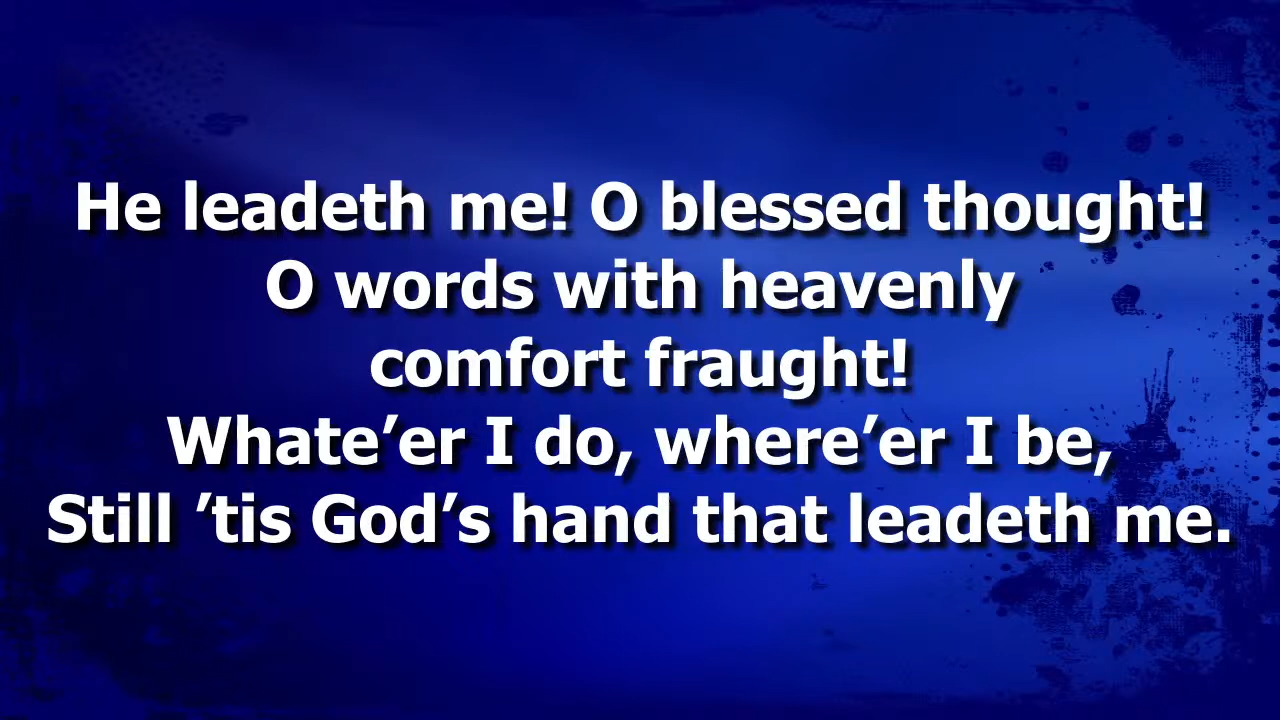 He leadeth me! O blessed thought!
O words with heavenly
comfort fraught!
Whate’er I do, where’er I be,
Still ’tis God’s hand that leadeth me.